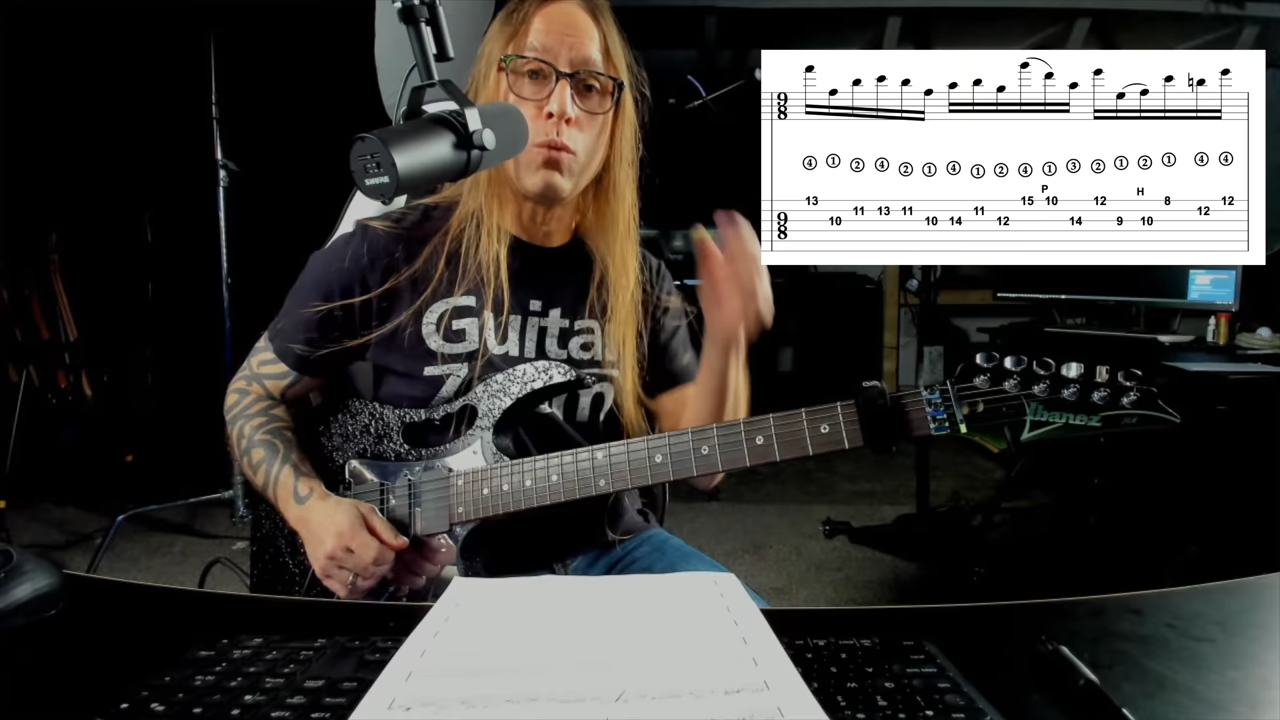 9
8
④ ① ② ④ ② ① ④ ① ② ④ ① ③ ② ① ② ① ④ ④
P H
13 15 10 12 8 12
11 13 11 11 12
10 10 14 12 14 9 10
9
8
SHURE
Guitar
Ibanez